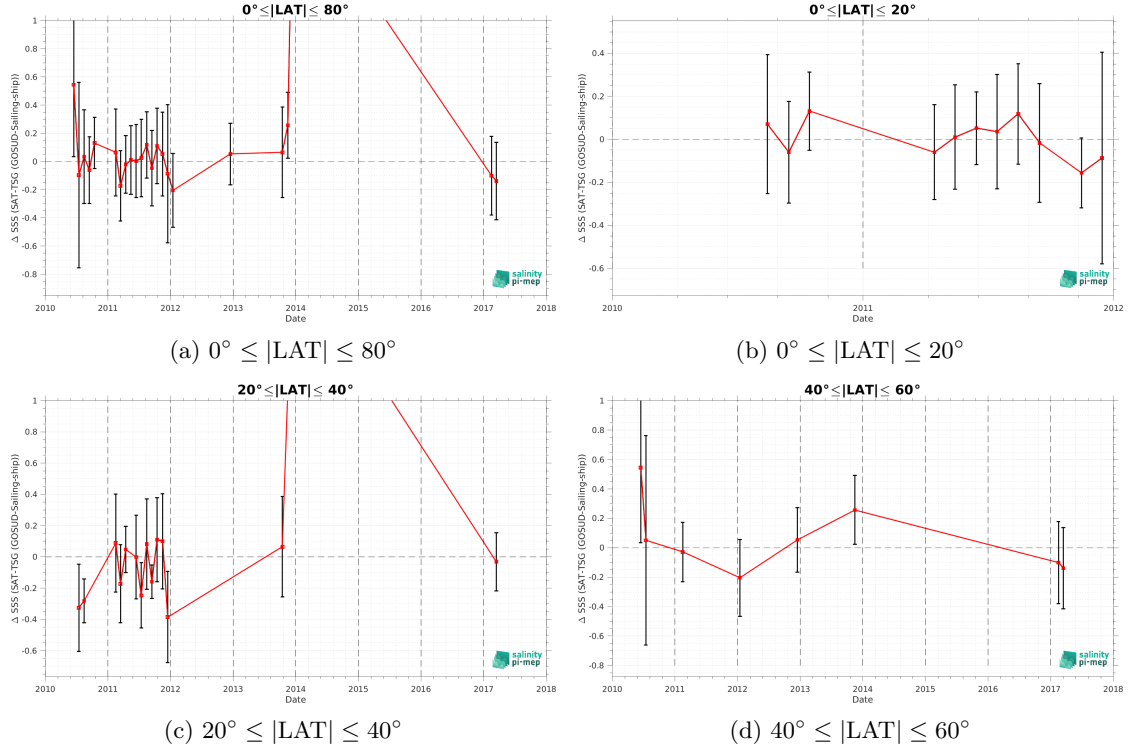 0°≤|LAT|≤ 80°
Δ SSS (SAT-TSG (GOSUD-Sailing-ship))
1
0.8
0.6
0.4
0.2
0
-0.2
-0.4
-0.6
-0.8
2010 2011 2012 2013 2014 2015 2016 2017 2018
Date
salinity
pi-mep
(a) 0° ≤ |LAT| ≤ 80°
0°≤|LAT|≤ 20°
Δ SSS (SAT-TSG (GOSUD-Sailing-ship))
0.4
0.2
0
-0.2
-0.4
-0.6
2010 2011 2012
Date
salinity
pi-mep
(b) 0° ≤ |LAT| ≤ 20°
20°≤|LAT|≤ 40°
Δ SSS (SAT-TSG (GOSUD-Sailing-ship))
1
0.8
0.6
0.4
0.2
0
-0.2
-0.4
-0.6
2010 2011 2012 2013 2014 2015 2016 2017 2018
Date
salinity
pi-mep
(c) 20° ≤ |LAT| ≤ 40°
40°≤|LAT|≤ 60°
Δ SSS (SAT-TSG (GOSUD-Sailing-ship))
1
0.8
0.6
0.4
0.2
0
-0.2
-0.4
-0.6
-0.8
2010 2011 2012 2013 2014 2015 2016 2017 2018
Date
salinity
pi-mep
(d) 40° ≤ |LAT| ≤ 60°